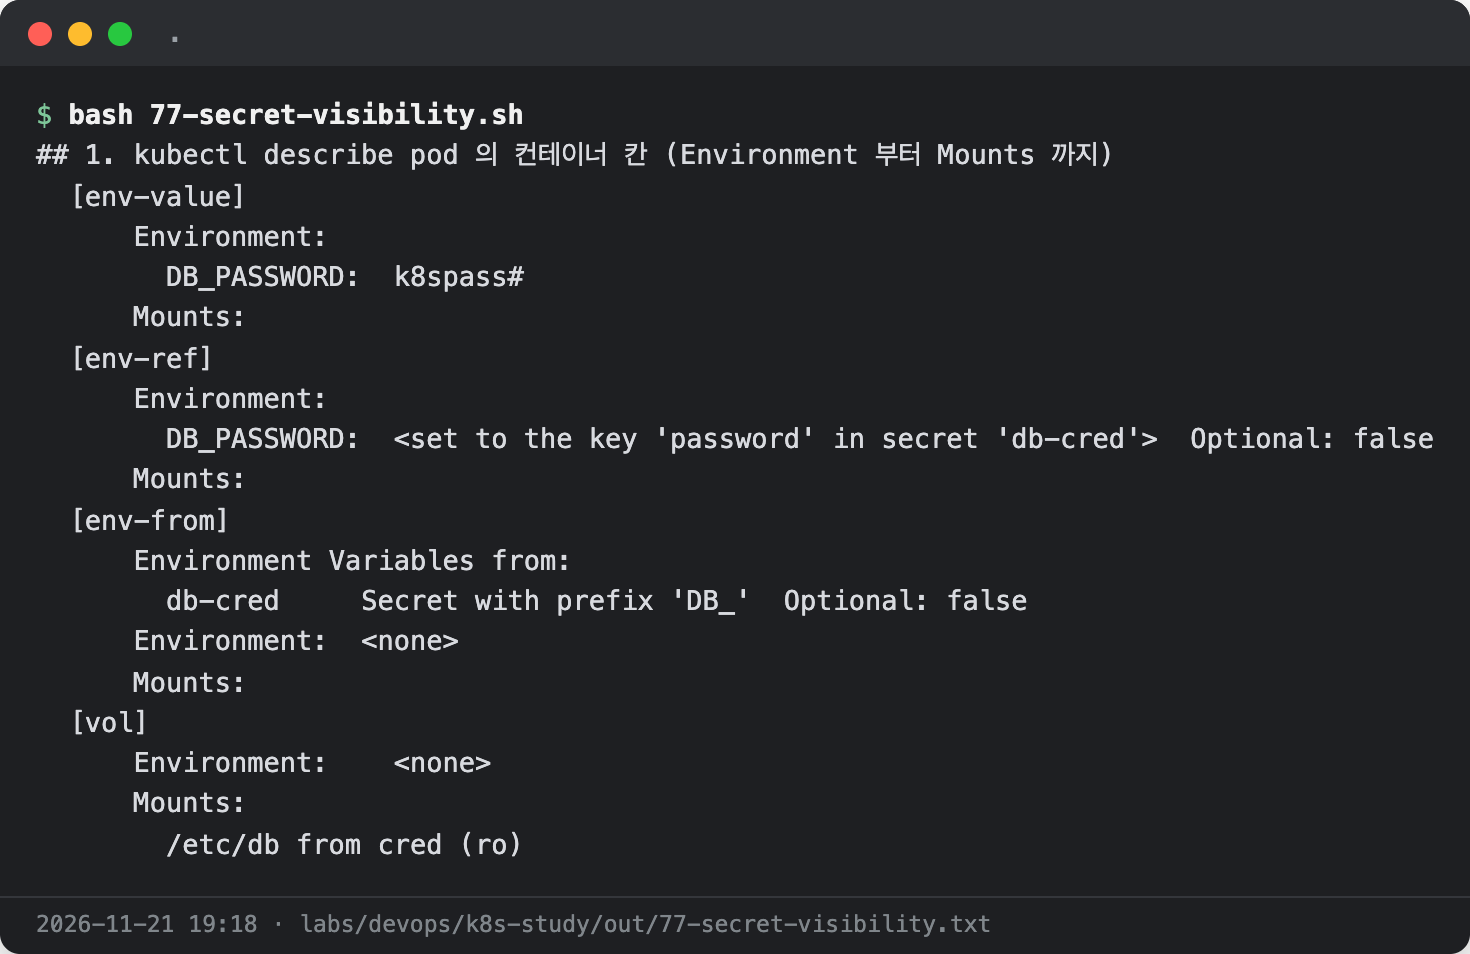 .
$ bash 77-secret-visibility.sh
## 1. kubectl describe pod 의 컨테이너 칸 (Environment 부터 Mounts 까지)
[env-value]
Environment:
DB_PASSWORD:  k8spass#
Mounts:
[env-ref]
Environment:
DB_PASSWORD:  <set to the key 'password' in secret 'db-cred'>  Optional: false
Mounts:
[env-from]
Environment Variables from:
db-cred     Secret with prefix 'DB_'  Optional: false
Environment:  <none>
Mounts:
[vol]
Environment:    <none>
Mounts:
/etc/db from cred (ro)
2026-11-21 19:18 · labs/devops/k8s-study/out/77-secret-visibility.txt